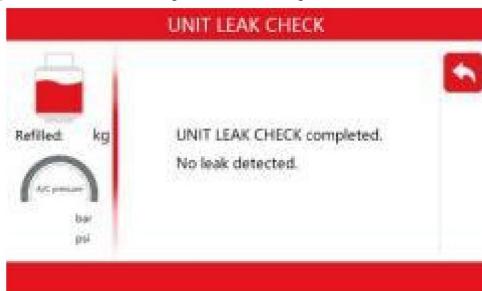 UNIT LEAK CHECK
Refilled: kg
UNIT LEAK CHECK completed.
No leak detected.
A/C pressure
bar
psi